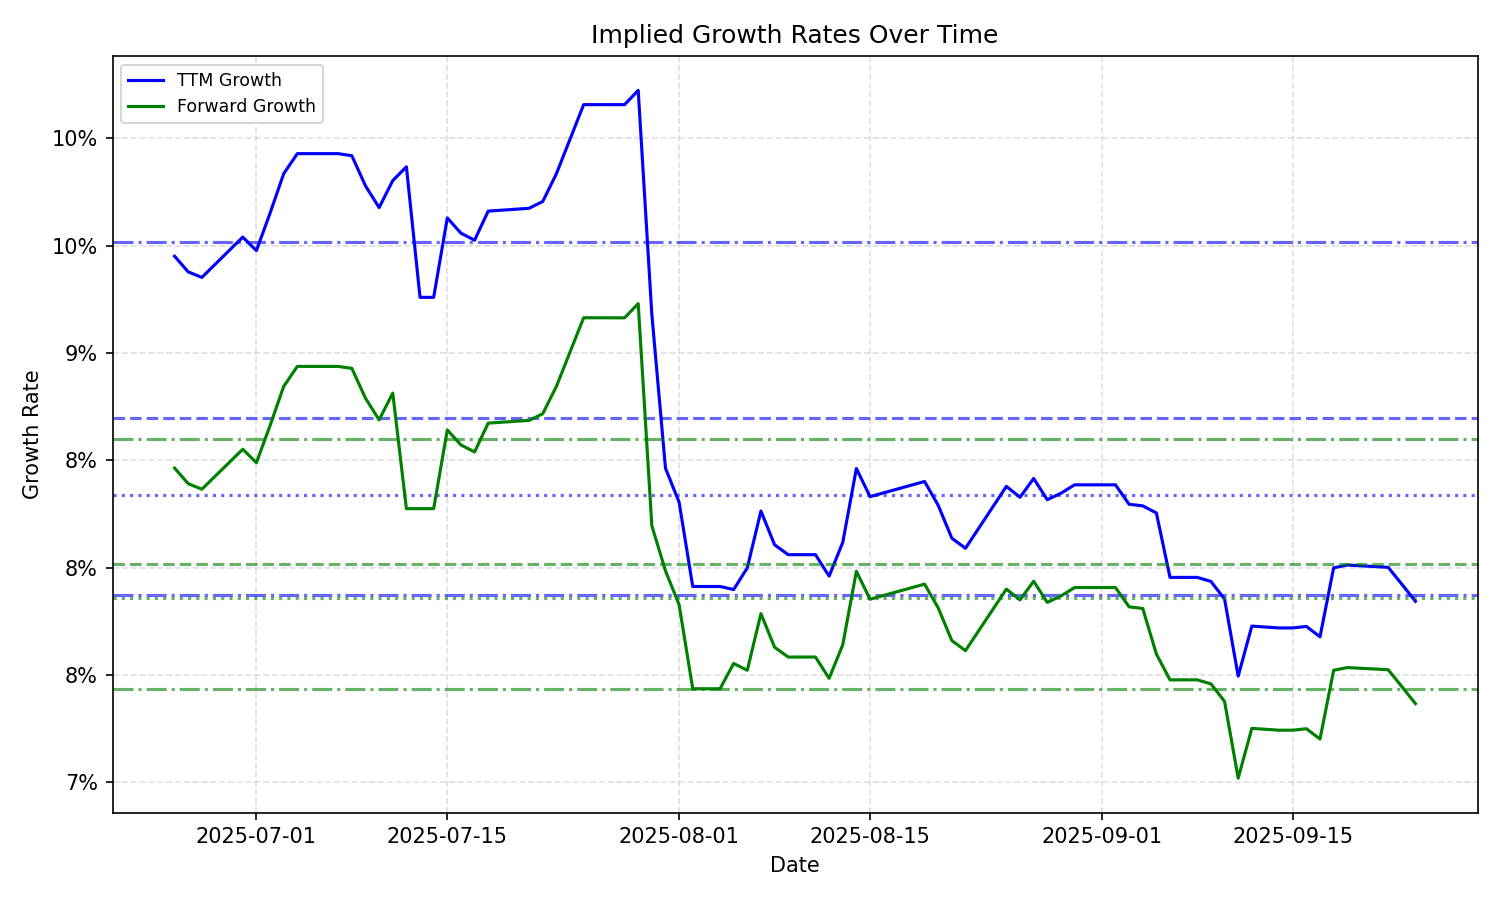 Implied Growth Rates Over Time
TTM Growth
Forward Growth
10%
10%
9%
8%
8%
8%
7%
Growth Rate
2025-07-01
2025-07-15
2025-08-01
2025-08-15
2025-09-01
2025-09-15
Date